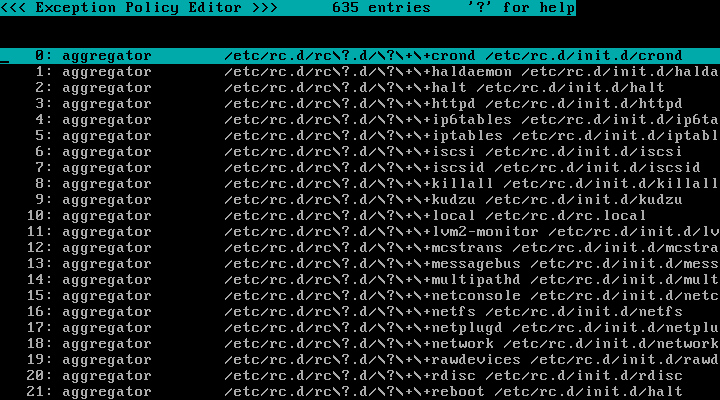 <<< Exception Policy Editor >>>      635 entries    '?' for help
0: aggregator        /etc/rc.d/rc\?.d/\?\+\+crond /etc/rc.d/init.d/crond
1: aggregator        /etc/rc.d/rc\?.d/\?\+\+haldaemon /etc/rc.d/init.d/halda
2: aggregator        /etc/rc.d/rc\?.d/\?\+\+halt /etc/rc.d/init.d/halt
3: aggregator        /etc/rc.d/rc\?.d/\?\+\+httpd /etc/rc.d/init.d/httpd
4: aggregator        /etc/rc.d/rc\?.d/\?\+\+ip6tables /etc/rc.d/init.d/ip6ta
5: aggregator        /etc/rc.d/rc\?.d/\?\+\+iptables /etc/rc.d/init.d/iptabl
6: aggregator        /etc/rc.d/rc\?.d/\?\+\+iscsi /etc/rc.d/init.d/iscsi
7: aggregator        /etc/rc.d/rc\?.d/\?\+\+iscsid /etc/rc.d/init.d/iscsid
8: aggregator        /etc/rc.d/rc\?.d/\?\+\+killall /etc/rc.d/init.d/killall
9: aggregator        /etc/rc.d/rc\?.d/\?\+\+kudzu /etc/rc.d/init.d/kudzu
10: aggregator        /etc/rc.d/rc\?.d/\?\+\+local /etc/rc.d/rc.local
11: aggregator        /etc/rc.d/rc\?.d/\?\+\+lvm2-monitor /etc/rc.d/init.d/lv
12: aggregator        /etc/rc.d/rc\?.d/\?\+\+mcstrans /etc/rc.d/init.d/mcstra
13: aggregator        /etc/rc.d/rc\?.d/\?\+\+messagebus /etc/rc.d/init.d/mess
14: aggregator        /etc/rc.d/rc\?.d/\?\+\+multipathd /etc/rc.d/init.d/mult
15: aggregator        /etc/rc.d/rc\?.d/\?\+\+netconsole /etc/rc.d/init.d/netc
16: aggregator        /etc/rc.d/rc\?.d/\?\+\+netfs /etc/rc.d/init.d/netfs
17: aggregator        /etc/rc.d/rc\?.d/\?\+\+netplugd /etc/rc.d/init.d/netplu
18: aggregator        /etc/rc.d/rc\?.d/\?\+\+network /etc/rc.d/init.d/network
19: aggregator        /etc/rc.d/rc\?.d/\?\+\+rawdevices /etc/rc.d/init.d/rawd
20: aggregator        /etc/rc.d/rc\?.d/\?\+\+rdisc /etc/rc.d/init.d/rdisc
21: aggregator        /etc/rc.d/rc\?.d/\?\+\+reboot /etc/rc.d/init.d/halt